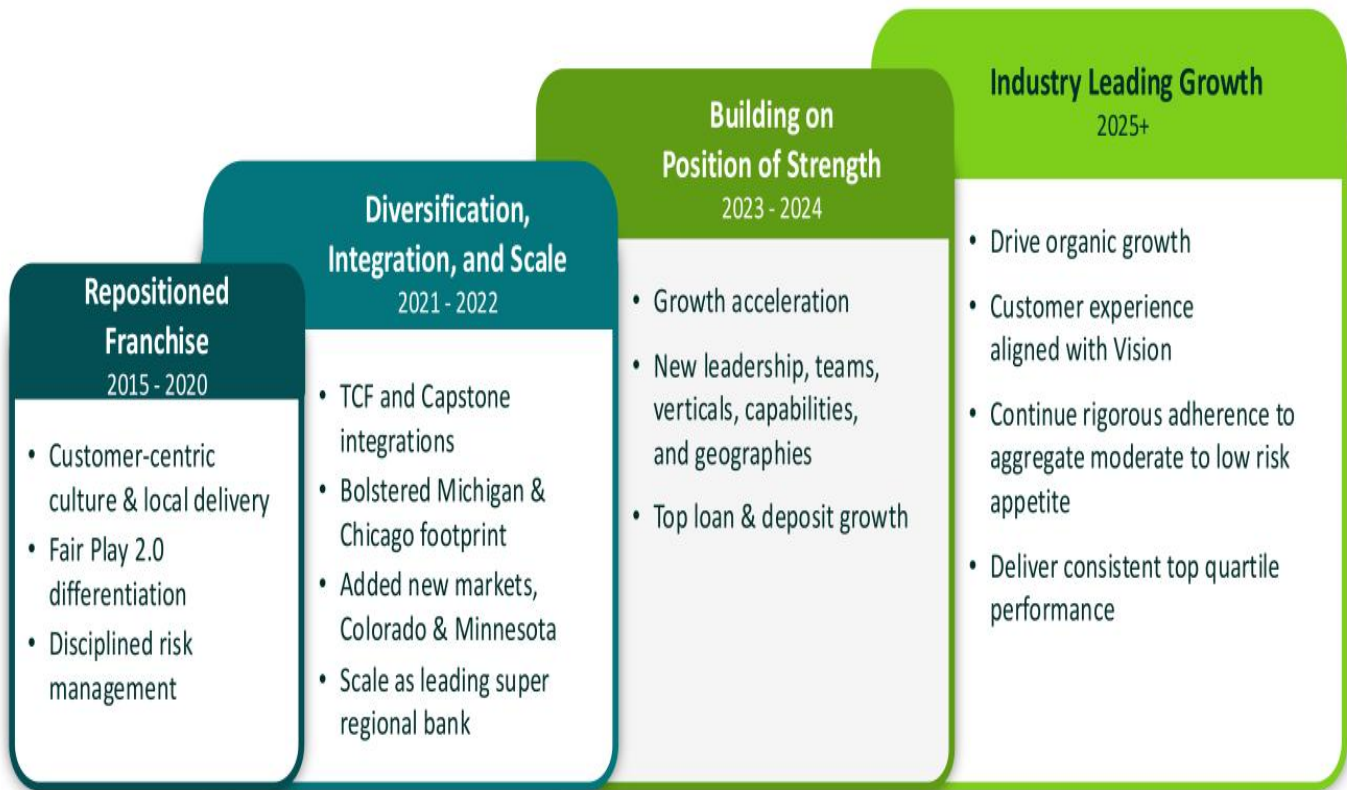 Repositioned
Franchise
2015 - 2020
• Customer-centric
culture & local delivery
• Fair Play 2.0
differentiation
• Disciplined risk
management
Diversification,
Integration, and Scale
2021 - 2022
• TCF and Capstone
integrations
• Bolstered Michigan &
Chicago footprint
• Added new markets,
Colorado & Minnesota
• Scale as leading super
regional bank
Building on
Position of Strength
2023 - 2024
• Growth acceleration
• New leadership, teams,
verticals, capabilities,
and geographies
• Top loan & deposit growth
Industry Leading Growth
2025+
• Drive organic growth
• Customer experience
aligned with Vision
• Continue rigorous adherence to
aggregate moderate to low risk
appetite
• Deliver consistent top quartile
performance